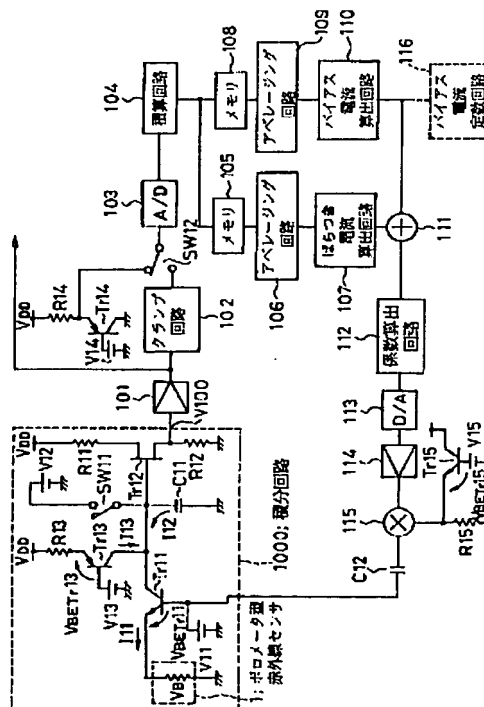 104
積算回路
103
A/D
SW12
VDD
R14
Tr14
V14
102
クランプ
回路
101
V100
108
メモリ
109
アベレージング
回路
110
バイアス
電流
算出回路
105
メモリ
106
アベレージング
回路
107
ばらつき
電流
算出回路
111
116
バイアス
電流
定数回路
112
係数算出
回路
113
D/A
114
115
Tr15
V15
VBETr15
R15
C12
VDD
V12
R11
SW11
Tr12
R12
C11
I12
VDD
R13
Tr13
I13
VBETr13
V13
Tr11
I11
VBETr11
V11
VB
1000;積分回路
1;ボロメータ型
赤外線センサ